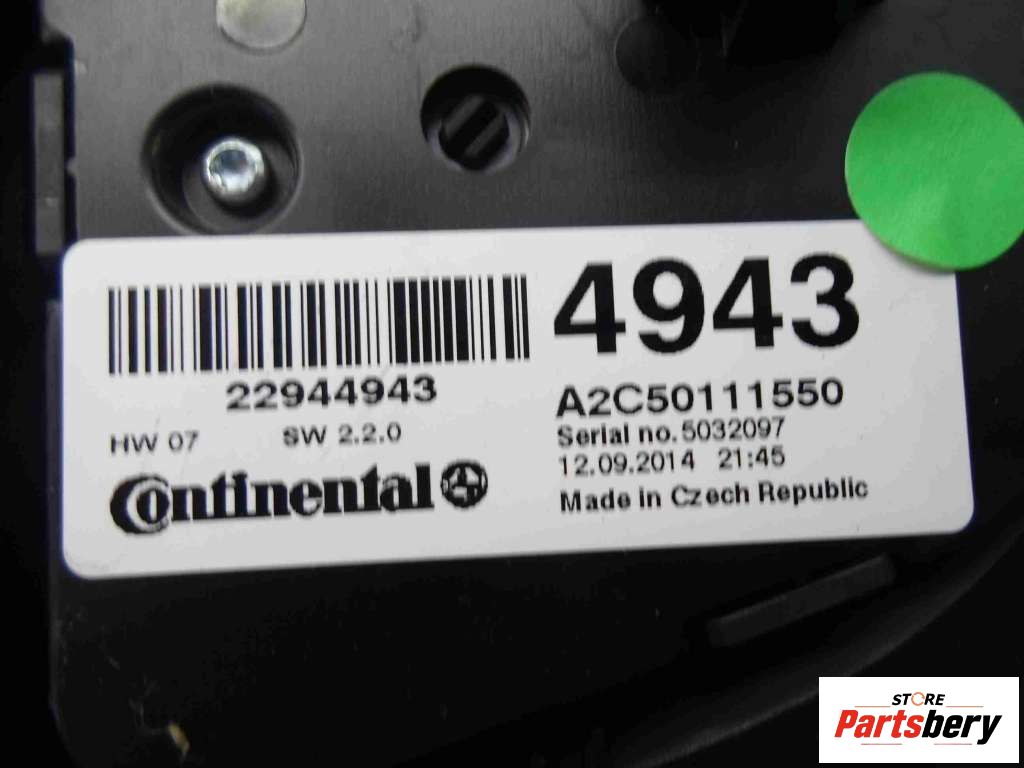 4943
22944943
A2C50111550
HW 07 SW 2.2.0
Serial no. 5032097
12.09.2014 21:45
Continental
Made in Czech Republic
STORE
Partsbery